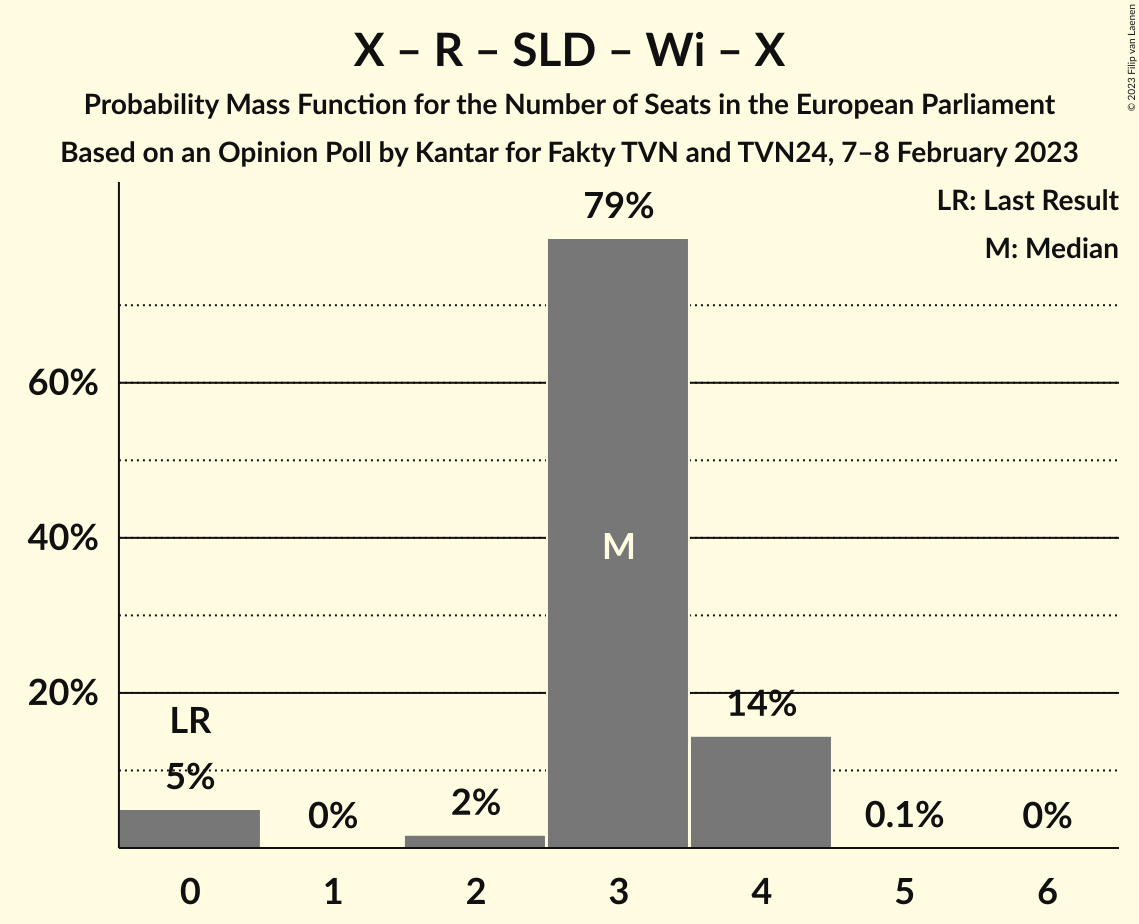 X – R – SLD – Wi – X
Probability Mass Function for the Number of Seats in the European Parliament
Based on an Opinion Poll by Kantar for Fakty TVN and TVN24, 7–8 February 2023
© 2023 Filip van Laenen
LR: Last Result
M: Median
79%
60%
40%
M
20%
14%
LR
5%
0%
2%
0.1%
0%
0 1 2 3 4 5 6